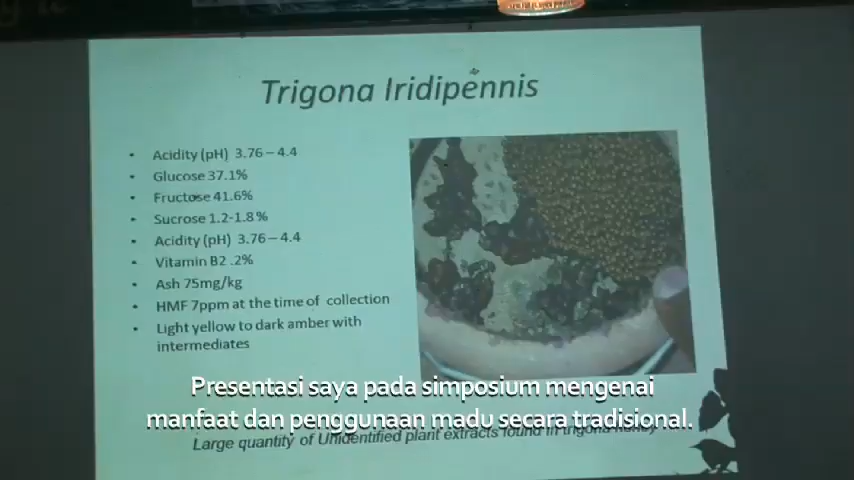 Trigona Iridipennis
• Acidity (pH) 3.76 – 4.4
• Glucose 37.1%
• Fructose 41.6%
• Sucrose 1.2-1.8%
• Acidity (pH) 3.76 – 4.4
• Vitamin B2 .2%
• Ash 75mg/kg
• HMF 7ppm at the time of collection
• Light yellow to dark amber with
intermediates
Presentasi saya pada simposium mengenai
manfaat dan penggunaan madu secara tradisional.
Large quantity of Unidentified plant extracts found in trigona honey